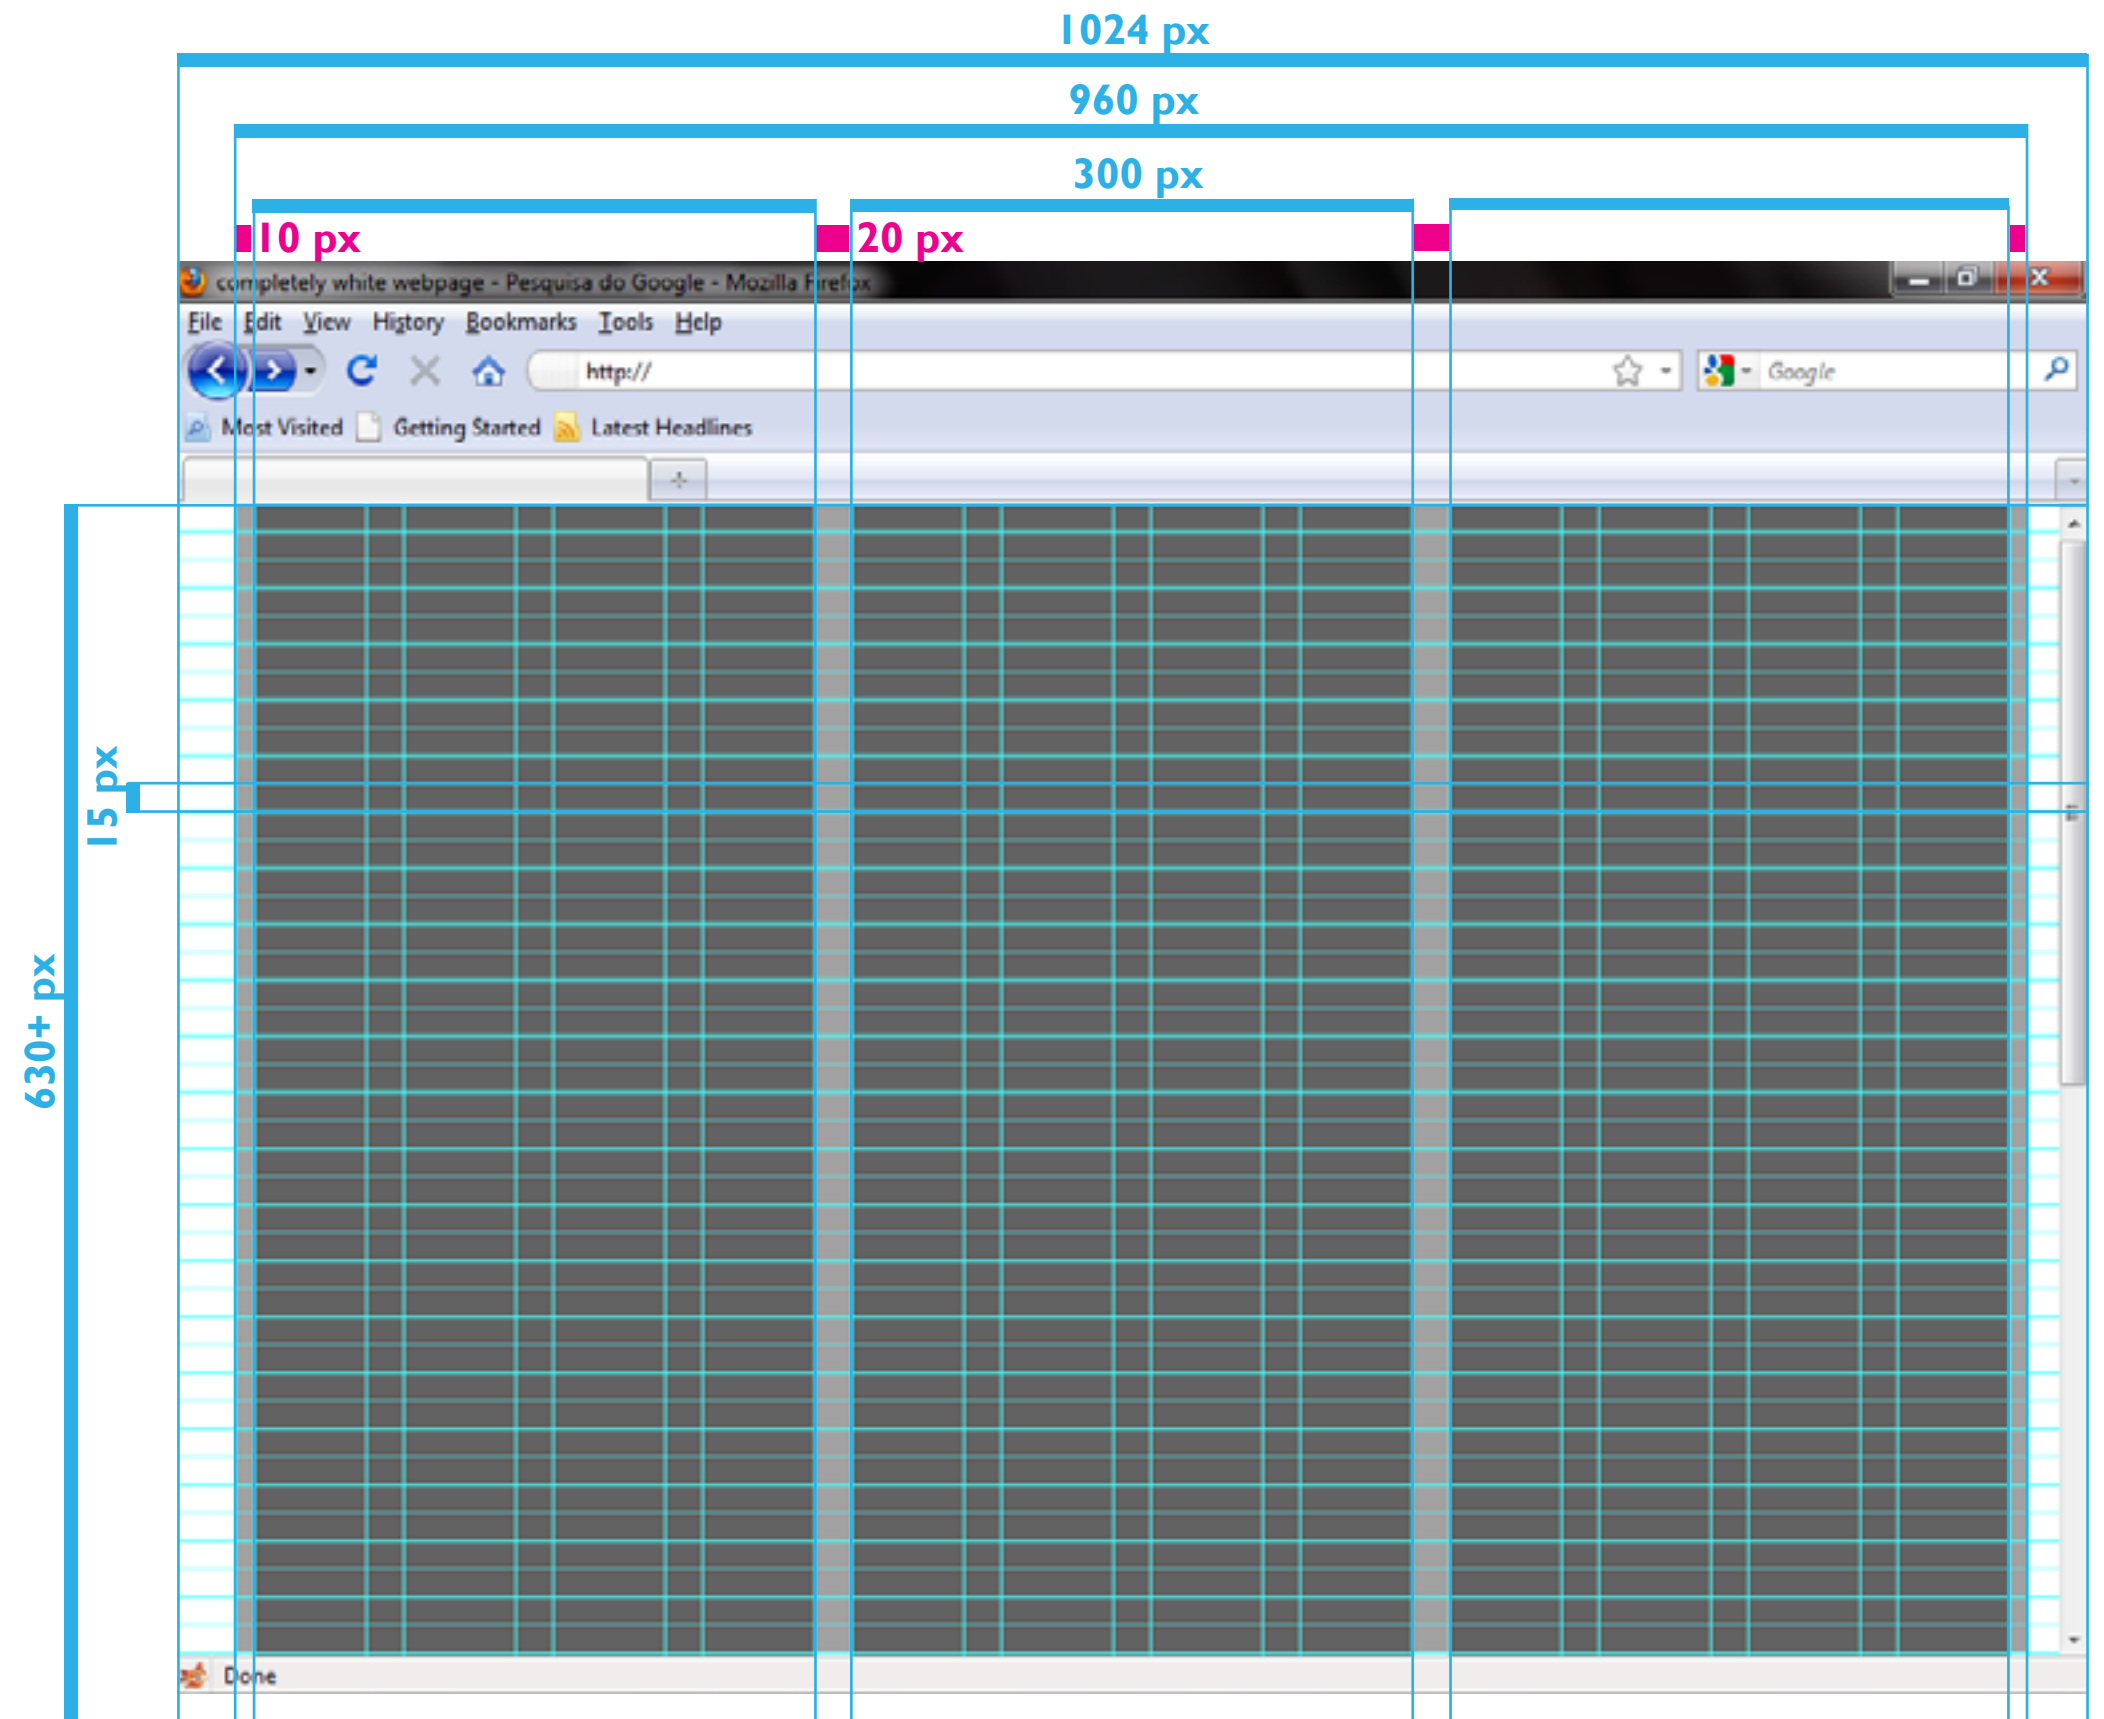 1024 px
960 px
300 px
10 px
20 px
completely white webpage - Pesquisa do Google - Mozilla Firefox
File Edit View History Bookmarks Tools Help
http://
Google
Most Visited Getting Started Latest Headlines
15 px
630+ px
Done